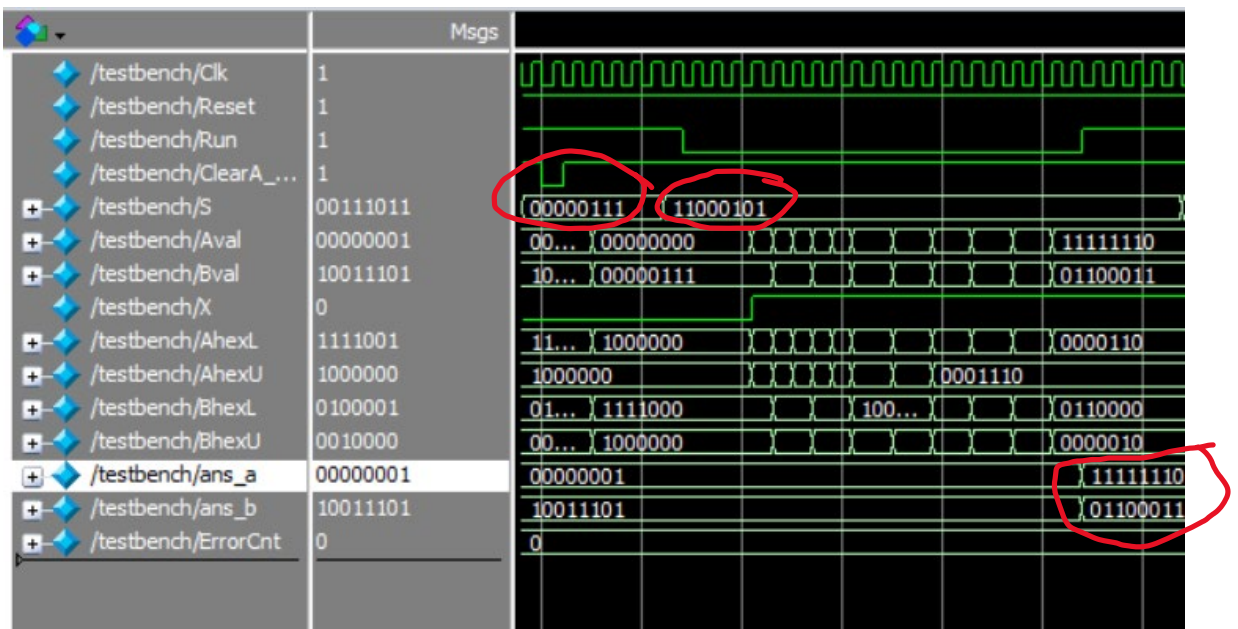 Msgs
/testbench/Clk 1
/testbench/Reset 1
/testbench/Run 1
/testbench/ClearA_... 1
/testbench/S 00111011 00000111 11000101
/testbench/Aval 00000001 00... 00000000 11111110
/testbench/Bval 10011101 10... 00000111 01100011
/testbench/X 0
/testbench/AhexL 1111001 11... 1000000 0000110
/testbench/AhexU 1000000 1000000 0001110
/testbench/BhexL 0100001 01... 1111000 100... 0110000
/testbench/BhexU 0010000 00... 1000000 0000010
/testbench/ans_a 00000001 00000001 11111110
/testbench/ans_b 10011101 10011101 01100011
/testbench/ErrorCnt 0 0